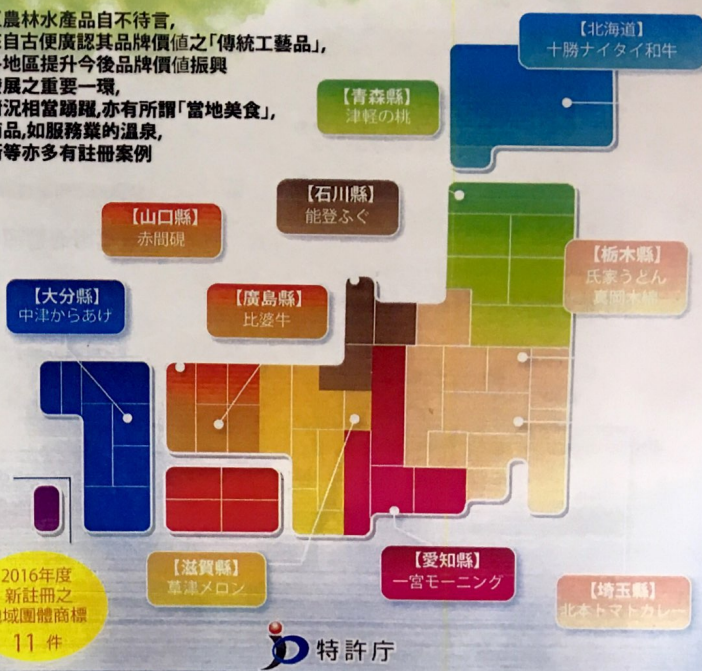 農林水產品自不待言,
自古便廣認其品牌價值之「傳統工藝品」,
地區提升今後品牌價值振興
展之重要一環,
況相當踴躍,亦有所謂「當地美食」,
品,如服務業的溫泉,
等亦多有註冊案例
【北海道】
十勝ナイタイ和牛
【青森縣】
津軽の桃
【石川縣】
能登ふぐ
【山口縣】
赤間硯
【栃木縣】
氏家うどん
真岡木綿
【大分縣】
中津からあげ
【廣島縣】
比婆牛
【滋賀縣】
草津メロン
【愛知縣】
一宮モーニング
【埼玉縣】
北本トマトカレー
2016年度
新註冊之
地域團體商標
11 件
特許庁